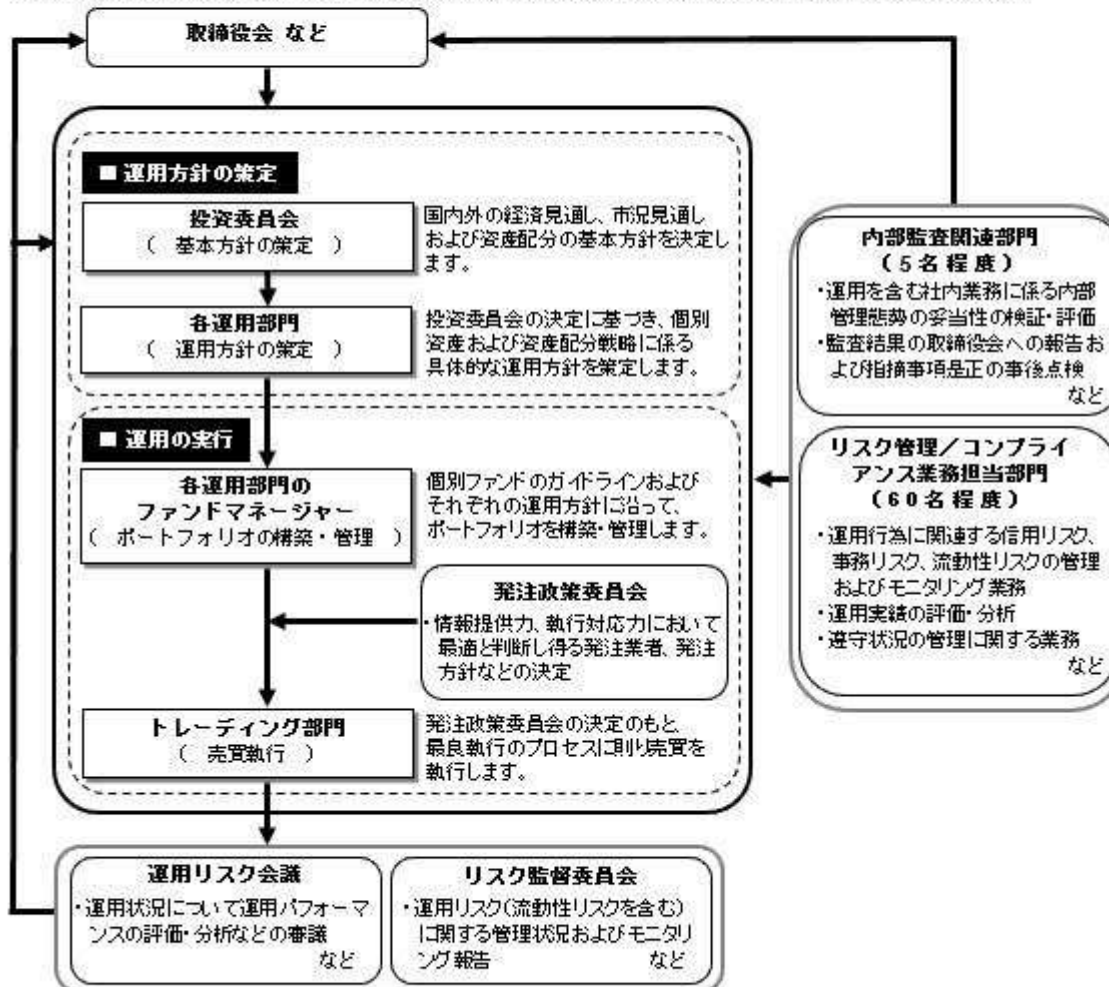 取締役会 など
■ 運用方針の策定
投資委員会
( 基本方針の策定 )
国内外の経済見通し、市況見通し
および資産配分の基本方針を決定し
ます。
各運用部門
( 運用方針の策定 )
投資委員会の決定に基づき、個別
資産および資産配分戦略に係る
具体的な運用方針を策定します。
■ 運用の実行
各運用部門の
ファンドマネージャー
( ポートフォリオの構築・管理 )
個別ファンドのガイドラインおよび
それぞれの運用方針に沿って、
ポートフォリオを構築・管理します。
発注政策委員会
・情報提供力、執行対応力において
最適と判断し得る発注業者、発注
方針などの決定
トレーディング部門
( 売買執行 )
発注政策委員会の決定のもと、
最良執行のプロセスに則り売買を
執行します。
運用リスク会議
・運用状況について運用パフォーマ
ンスの評価・分析などの審議
など
リスク監督委員会
・運用リスク(流動性リスクを含む)
に関する管理状況およびモニタリ
ング報告 など
内部監査関連部門
(5名程度)
・運用を含む社内業務に係る内部
管理態勢の妥当性の検証・評価
・監査結果の取締役会への報告お
よび指摘事項是正の事後点検
など
リスク管理/コンプライ
アンス業務担当部門
(60名程度)
・運用行為に関連する信用リスク、
事務リスク、流動性リスクの管理
およびモニタリング業務
・運用実績の評価・分析
・遵守状況の管理に関する業務
など